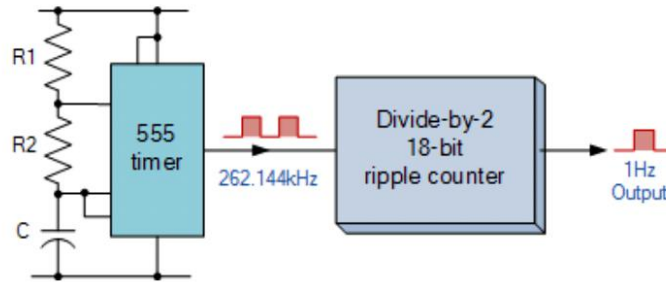 R1
R2
C
555
timer
262.144kHz
Divide-by-2
18-bit
ripple counter
1Hz
Output